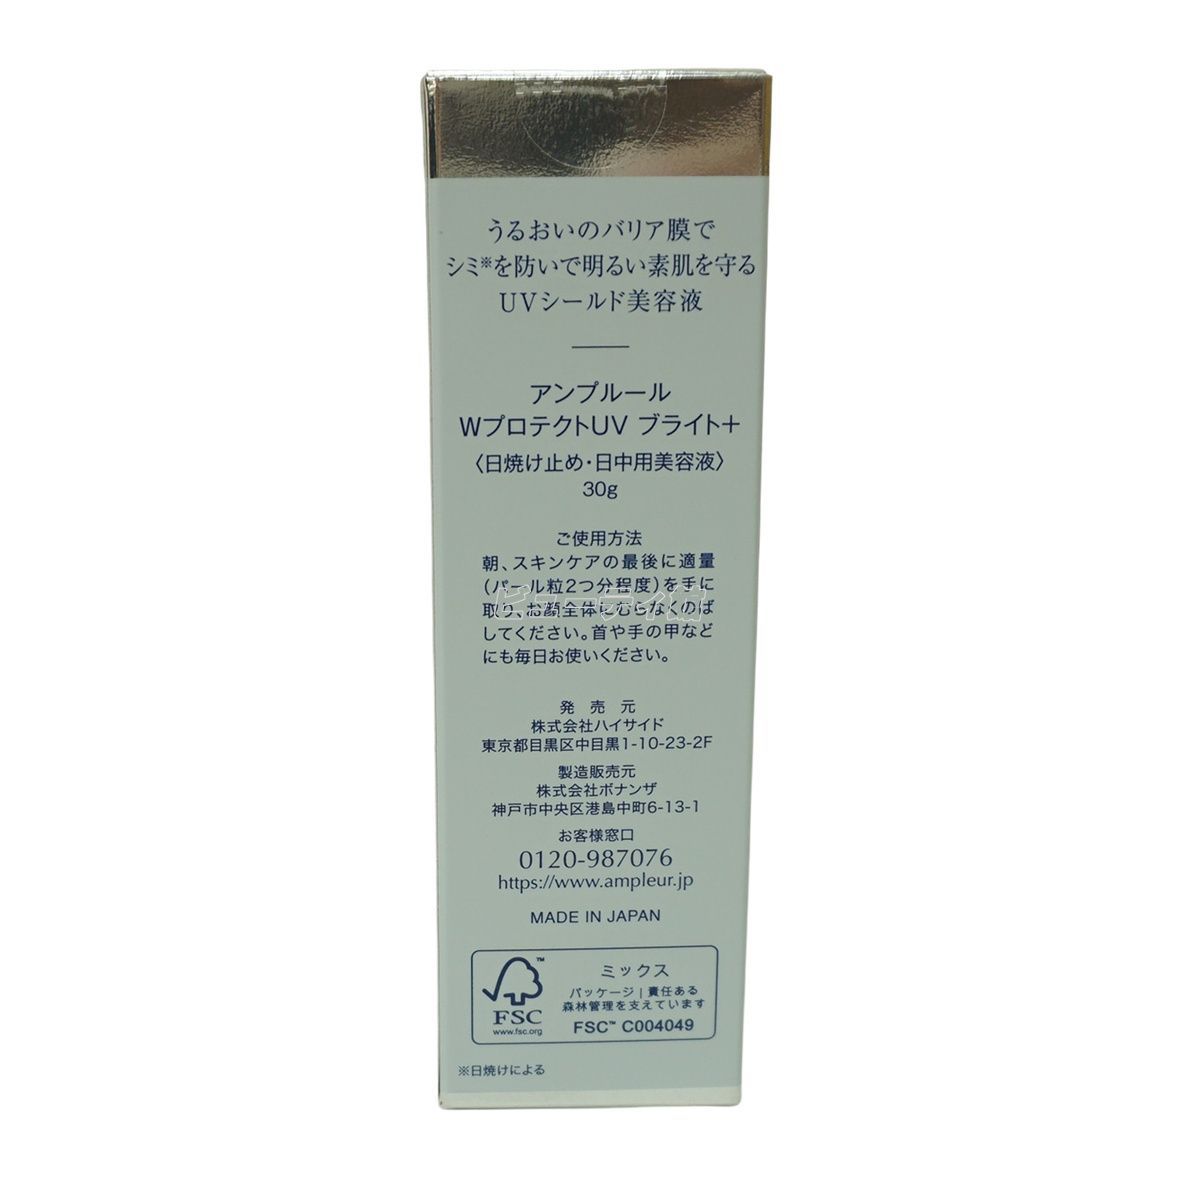 うるおいのバリア膜で
シミ※を防いで明るい素肌を守る
UVシールド美容液
アンプルール
WプロテクトUV ブライト＋
〈日焼け止め・日中用美容液〉
30g
ご使用方法
朝、スキンケアの最後に適量
(パール粒2つ分程度)を手に
取り、お顔全体にむらなくのば
してください。首や手の甲など
にも毎日お使いください。
発 売 元
株式会社ハイサイド
東京都目黒区中目黒1-10-23-2F
製造販売元
株式会社ボナンザ
神戸市中央区港島中町6-13-1
お客様窓口
0120-987076
https://www.ampleur.jp
MADE IN JAPAN
FSC
www.fsc.org
ミックス
パッケージ | 責任ある
森林管理を支えています
FSC™ C004049
※日焼けによる